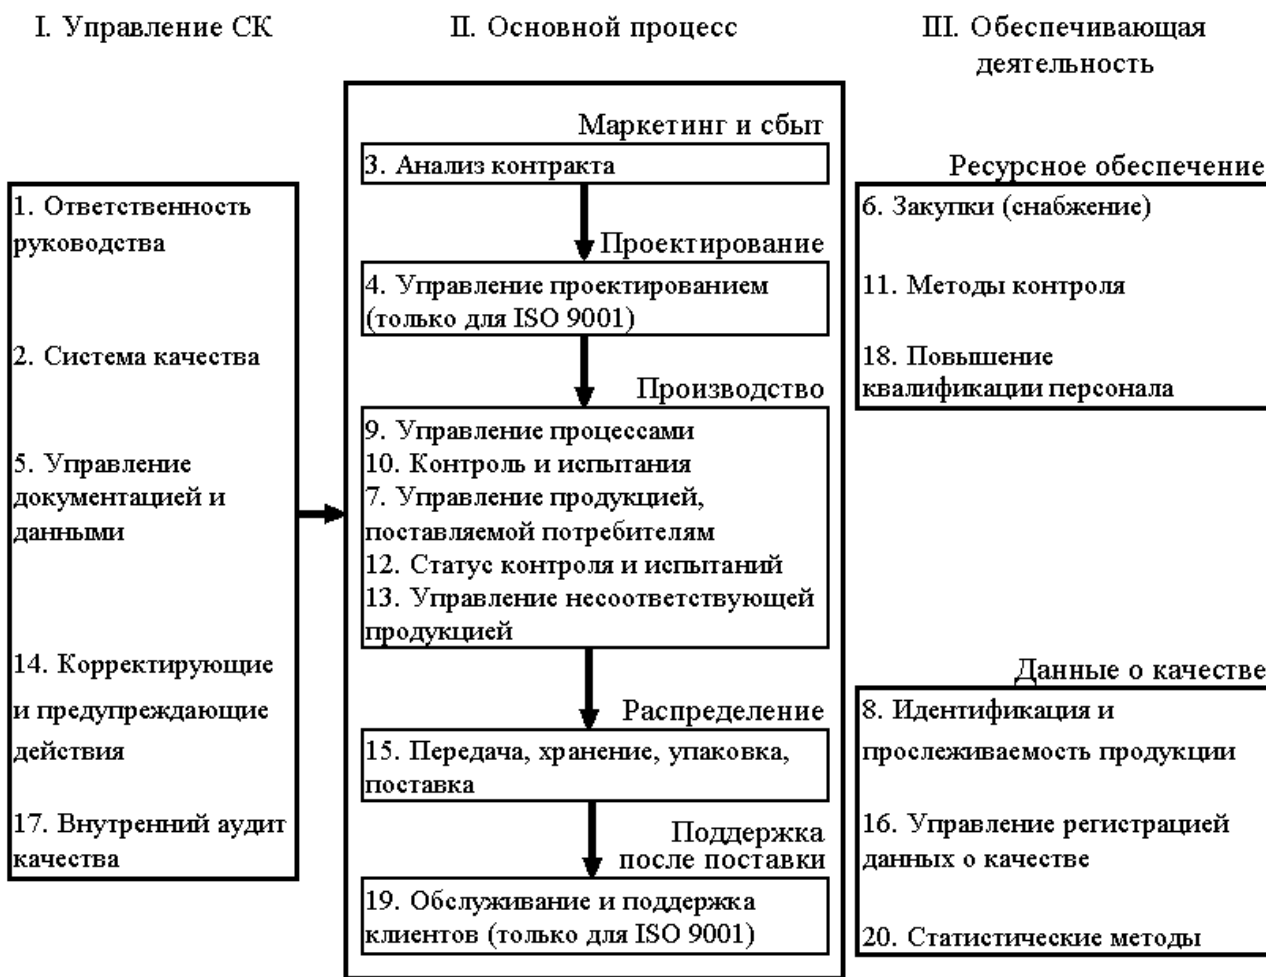 I. Управление СК
II. Основной процесс
III. Обеспечивающая
деятельность
1. Ответственность
руководства
2. Система качества
5. Управление
документацией и
данными
14. Корректирующие
и предупреждающие
действия
17. Внутренний аудит
качества
Маркетинг и сбыт
3. Анализ контракта
Проектирование
4. Управление проектированием
(только для ISO 9001)
Производство
9. Управление процессами
10. Контроль и испытания
7. Управление продукцией,
поставляемой потребителям
12. Статус контроля и испытаний
13. Управление несоответствующей
продукцией
Распределение
15. Передача, хранение, упаковка,
поставка
Поддержка
после поставки
19. Обслуживание и поддержка
клиентов (только для ISO 9001)
Ресурсное обеспечение
6. Закупки (снабжение)
11. Методы контроля
18. Повышение
квалификации персонала
Данные о качестве
8. Идентификация и
прослеживаемость продукции
16. Управление регистрацией
данных о качестве
20. Статистические методы